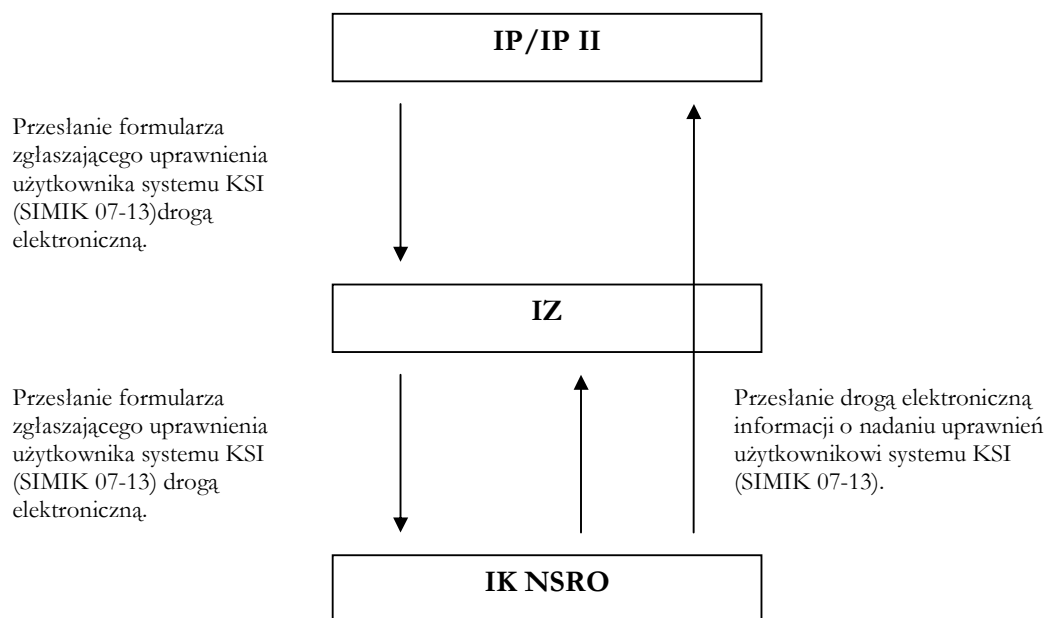 IP/IP II
Przesłanie formularza
zgłaszającego uprawnienia
użytkownika systemu KSI
(SIMIK 07-13)drogą
elektroniczną.
IZ
Przesłanie formularza
zgłaszającego uprawnienia
użytkownika systemu KSI
(SIMIK 07-13) drogą
elektroniczną.
Przesłanie drogą elektroniczną
informacji o nadaniu uprawnień
użytkownikowi systemu KSI
(SIMIK 07-13).
IK NSRO